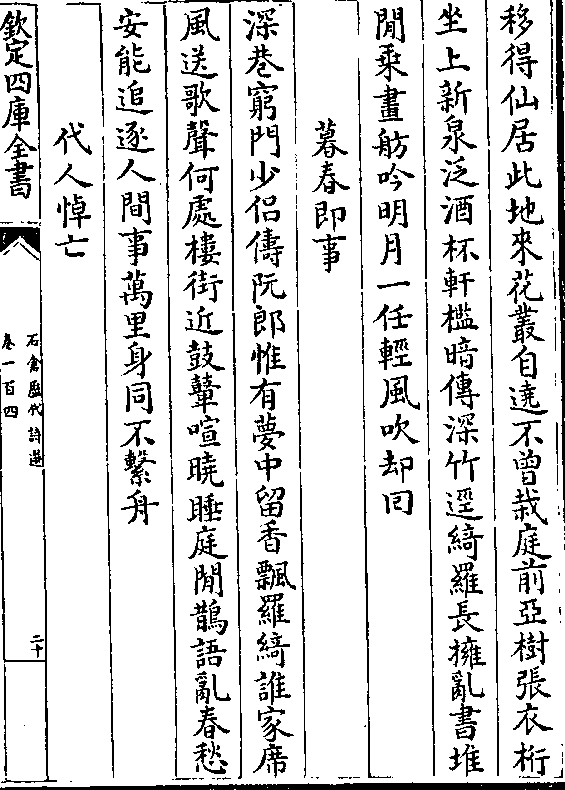 移得仙居此地來花叢自遶不曾栽庭前亞樹張衣桁
坐上新泉泛酒杯軒檻暗傳深竹逕綺羅長擁亂書堆
閒乘畫舫吟明月一任輕風吹却囘
暮春即事
深巷窮門少侣儔阮郎惟有夢中留香飄羅綺誰家席
風送歌聲何處樓街近鼓鼙喧曉睡庭閒鵲語亂春愁
安能追逐人間事萬里身同不繫舟
代人悼亡
欽定四庫全書
石倉歷代詩選
卷一百四
二十